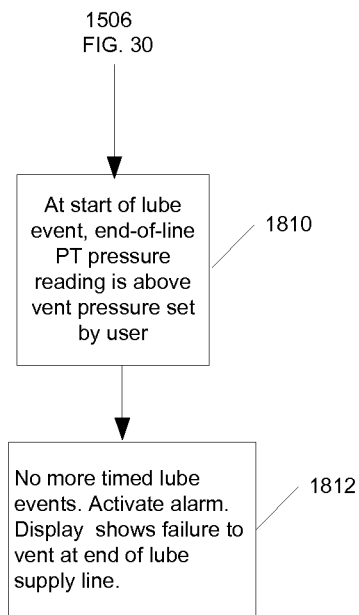 1506
FIG. 30
At start of lube
event, end-of-line
PT pressure
reading is above
vent pressure set
by user
1810
No more timed lube
events. Activate alarm.
Display shows failure to
vent at end of lube
supply line.
1812